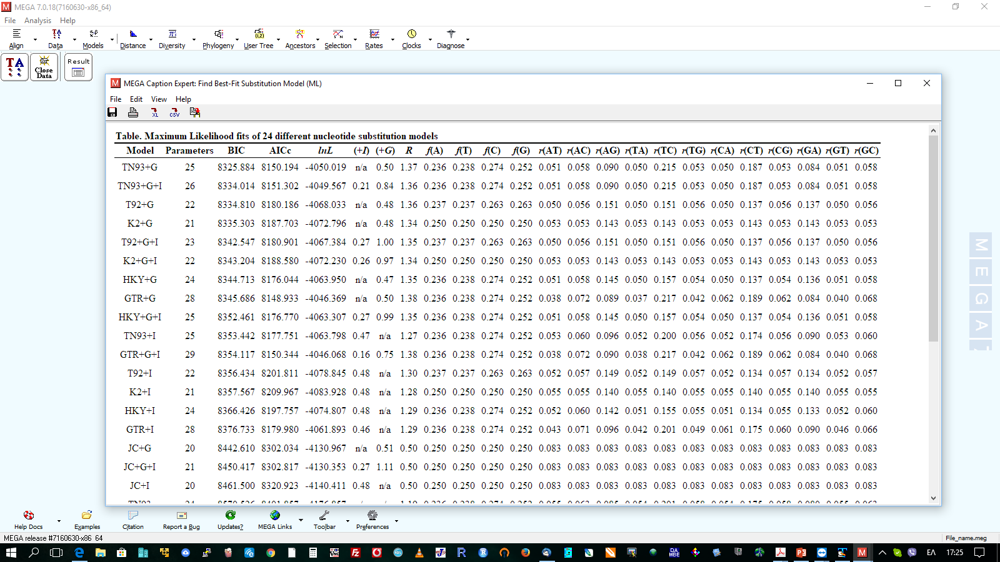 MEGA 7.0.18(7160630-x86_64)
File Analysis Help
Align Data Models Distance Diversity Phylogeny User Tree Ancestors Selection Rates Clocks Diagnose
TA Close Data Result
MEGA Caption Expert: Find Best-Fit Substitution Model (ML)
File Edit View Help
XL CSV
Table. Maximum Likelihood fits of 24 different nucleotide substitution models
Model Parameters BIC AICc lnL (+I) (+G) R f(A) f(T) f(C) f(G) r(AT) r(AC) r(AG) r(TA) r(TC) r(TG) r(CA) r(CT) r(CG) r(GA) r(GT) r(GC)
TN93+G 25 8325.884 8150.194 -4050.019 n/a 0.50 1.37 0.236 0.238 0.274 0.252 0.051 0.058 0.090 0.050 0.215 0.053 0.050 0.187 0.053 0.084 0.051 0.058
TN93+G+I 26 8334.014 8151.302 -4049.567 0.21 0.84 1.36 0.236 0.238 0.274 0.252 0.051 0.058 0.090 0.050 0.215 0.053 0.050 0.187 0.053 0.084 0.051 0.058
T92+G 22 8334.810 8180.186 -4068.033 n/a 0.48 1.36 0.237 0.237 0.263 0.263 0.050 0.056 0.151 0.050 0.151 0.056 0.050 0.137 0.056 0.137 0.050 0.056
K2+G 21 8335.303 8187.703 -4072.796 n/a 0.48 1.34 0.250 0.250 0.250 0.250 0.053 0.053 0.143 0.053 0.143 0.053 0.053 0.143 0.053 0.143 0.053 0.053
T92+G+I 23 8342.547 8180.901 -4067.384 0.27 1.00 1.35 0.237 0.237 0.263 0.263 0.050 0.056 0.151 0.050 0.151 0.056 0.050 0.137 0.056 0.137 0.050 0.056
K2+G+I 22 8343.204 8188.580 -4072.230 0.26 0.97 1.34 0.250 0.250 0.250 0.250 0.053 0.053 0.143 0.053 0.143 0.053 0.053 0.143 0.053 0.143 0.053 0.053
HKY+G 24 8344.713 8176.044 -4063.950 n/a 0.47 1.35 0.236 0.238 0.274 0.252 0.051 0.058 0.145 0.050 0.157 0.054 0.050 0.137 0.054 0.136 0.051 0.058
GTR+G 28 8345.686 8148.933 -4046.369 n/a 0.50 1.38 0.236 0.238 0.274 0.252 0.038 0.072 0.089 0.037 0.217 0.042 0.062 0.189 0.062 0.084 0.040 0.068
HKY+G+I 25 8352.461 8176.770 -4063.307 0.27 0.99 1.35 0.236 0.238 0.274 0.252 0.051 0.058 0.145 0.050 0.157 0.054 0.050 0.137 0.054 0.136 0.051 0.058
TN93+I 25 8353.442 8177.751 -4063.798 0.47 n/a 1.27 0.236 0.238 0.274 0.252 0.053 0.060 0.096 0.052 0.200 0.056 0.052 0.174 0.056 0.090 0.053 0.060
GTR+G+I 29 8354.117 8150.344 -4046.068 0.16 0.75 1.38 0.236 0.238 0.274 0.252 0.038 0.072 0.090 0.038 0.217 0.042 0.062 0.189 0.062 0.084 0.040 0.068
T92+I 22 8356.434 8201.811 -4078.845 0.48 n/a 1.30 0.237 0.237 0.263 0.263 0.052 0.057 0.149 0.052 0.149 0.057 0.052 0.134 0.057 0.134 0.052 0.057
K2+I 21 8357.567 8209.967 -4083.928 0.48 n/a 1.28 0.250 0.250 0.250 0.250 0.055 0.055 0.140 0.055 0.140 0.055 0.055 0.140 0.055 0.140 0.055 0.055
HKY+I 24 8366.426 8197.757 -4074.807 0.48 n/a 1.29 0.236 0.238 0.274 0.252 0.052 0.060 0.142 0.051 0.155 0.055 0.051 0.134 0.055 0.133 0.052 0.060
GTR+I 28 8376.733 8179.980 -4061.893 0.46 n/a 1.29 0.236 0.238 0.274 0.252 0.043 0.071 0.096 0.042 0.201 0.049 0.061 0.175 0.060 0.090 0.046 0.066
JC+G 20 8442.610 8302.034 -4130.967 n/a 0.51 0.50 0.250 0.250 0.250 0.250 0.083 0.083 0.083 0.083 0.083 0.083 0.083 0.083 0.083 0.083 0.083 0.083
JC+G+I 21 8450.417 8302.817 -4130.353 0.27 1.11 0.50 0.250 0.250 0.250 0.250 0.083 0.083 0.083 0.083 0.083 0.083 0.083 0.083 0.083 0.083 0.083 0.083
JC+I 20 8461.500 8320.923 -4140.411 0.48 n/a 0.50 0.250 0.250 0.250 0.250 0.083 0.083 0.083 0.083 0.083 0.083 0.083 0.083 0.083 0.083 0.083 0.083
MEGA
Help Docs Examples Citation Report a Bug Updates? MEGA Links Toolbar Preferences
MEGA release #7160630-x86 64 File_name.meg
ΕΛ 17:25